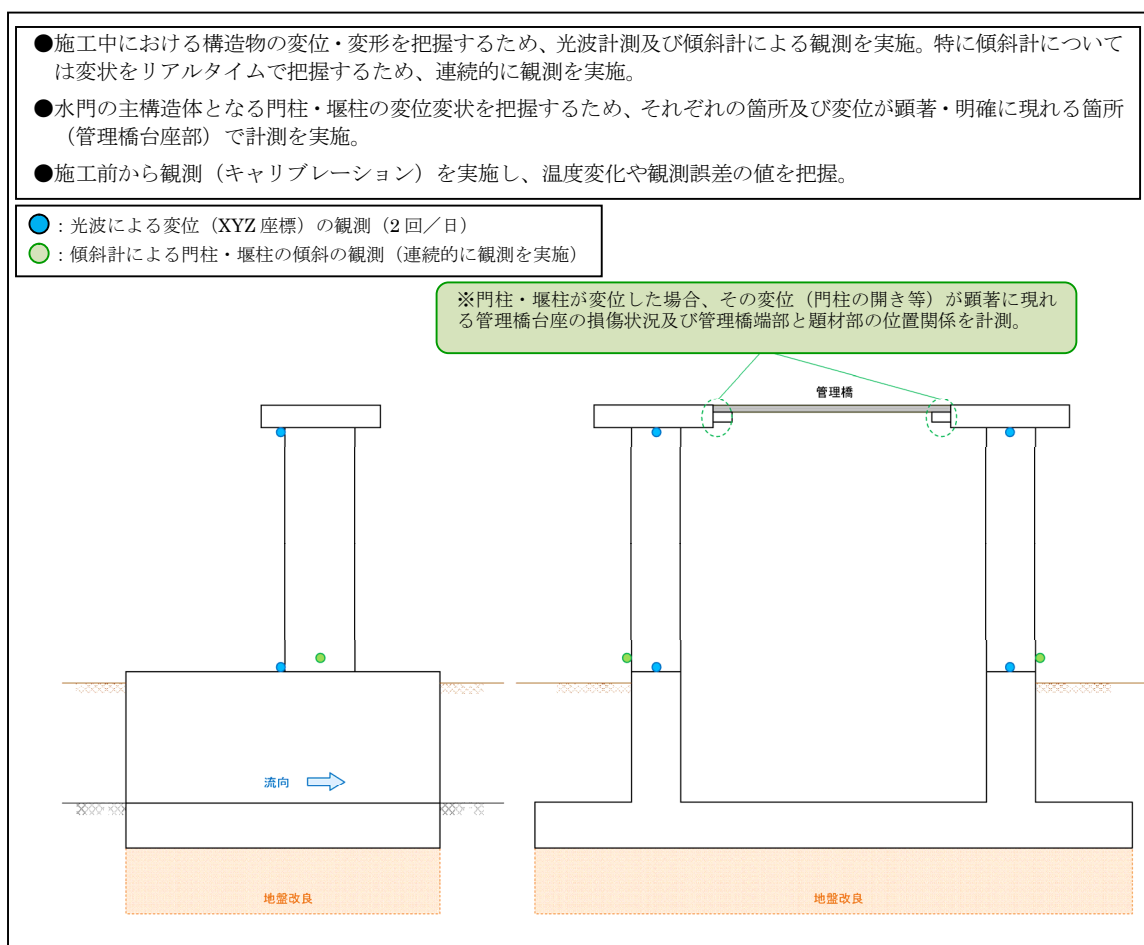 ●施工中における構造物の変位・変形を把握するため、光波計測及び傾斜計による観測を実施。特に傾斜計については変状をリアルタイムで把握するため、連続的に観測を実施。
●水門の主構造体となる門柱・堰柱の変位変状を把握するため、それぞれの箇所及び変位が顕著・明確に現れる箇所（管理橋台座部）で計測を実施。
●施工前から観測（キャリブレーション）を実施し、温度変化や観測誤差の値を把握。
：光波による変位（XYZ 座標）の観測（2 回／日）
：傾斜計による門柱・堰柱の傾斜の観測（連続的に観測を実施）
※門柱・堰柱が変位した場合、その変位（門柱の開き等）が顕著に現れる管理橋台座の損傷状況及び管理橋端部と題材部の位置関係を計測。
管理橋
流向
地盤改良
地盤改良